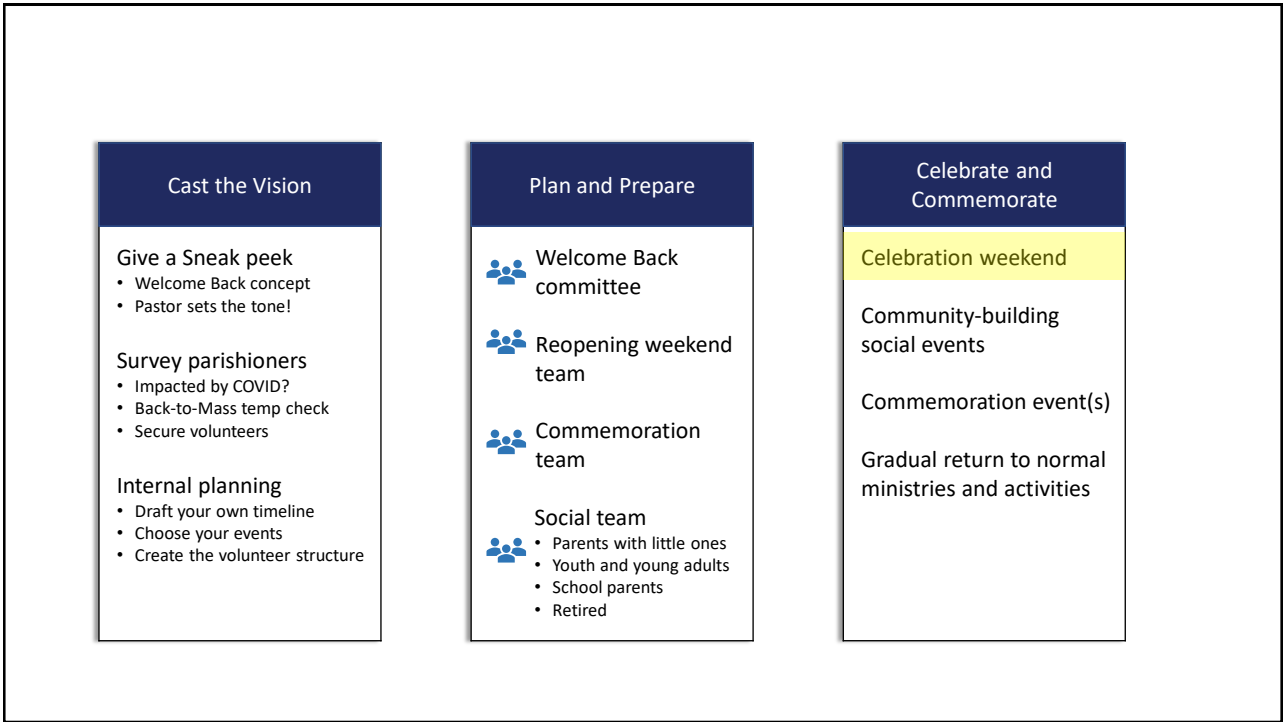 Cast the Vision
Give a Sneak peek
• Welcome Back concept
• Pastor sets the tone!
Survey parishioners
• Impacted by COVID?
• Back-to-Mass temp check
• Secure volunteers
Internal planning
• Draft your own timeline
• Choose your events
• Create the volunteer structure
Plan and Prepare
Welcome Back
committee
Reopening weekend
team
Commemoration
team
Social team
• Parents with little ones
• Youth and young adults
• School parents
• Retired
Celebrate and
Commemorate
Celebration weekend
Community-building
social events
Commemoration event(s)
Gradual return to normal
ministries and activities